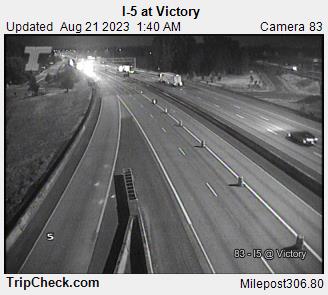 I-5 at Victory
Updated Aug 21 2023 1:40 AM Camera 83
83 - I5 @ Victory
TripCheck.com Milepost306.80